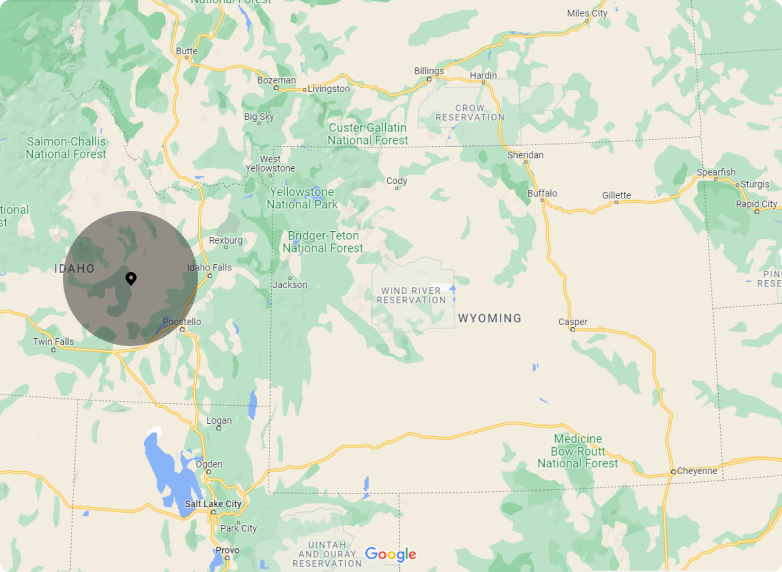 National Forest
Miles City
Butte
Billings
Hardin
Bozeman
Livingston
Big Sky
CROW
RESERVATION
Custer Gallatin
National Forest
Salmon-Challis
National Forest
West
Yellowstone
Sheridan
Cody
Spearfish
Sturgis
Yellowstone
National Park
Buffalo
Gillette
Rapid City
tional
rest
Rexburg
Bridger-Teton
National Forest
IDAHO
Idaho Falls
Jackson
WIND RIVER
RESERVATION
PIN
RESE
WYOMING
Pocatello
Casper
Twin Falls
Logan
Medicine
Bow-Routt
National Forest
Ogden
Cheyenne
Salt Lake City
Park City
UINTAH
AND OURAY
RESERVATION
Provo
Google